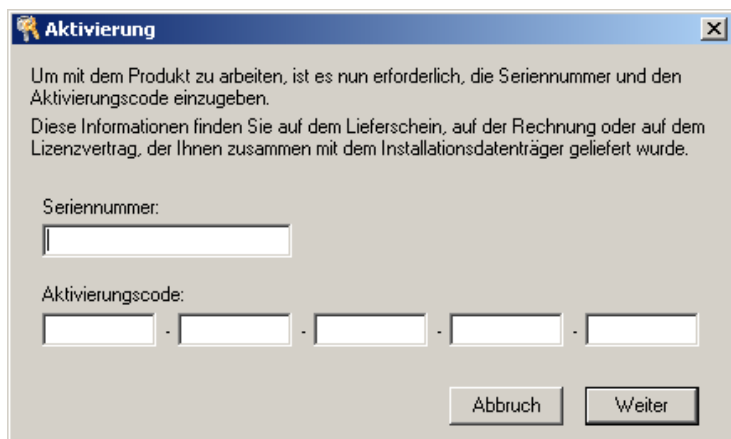 Aktivierung
Um mit dem Produkt zu arbeiten, ist es nun erforderlich, die Seriennummer und den
Aktivierungscode einzugeben.
Diese Informationen finden Sie auf dem Lieferschein, auf der Rechnung oder auf dem
Lizenzvertrag, der Ihnen zusammen mit dem Installationsdatenträger geliefert wurde.
Seriennummer:
Aktivierungscode:
- - - -
Abbruch Weiter